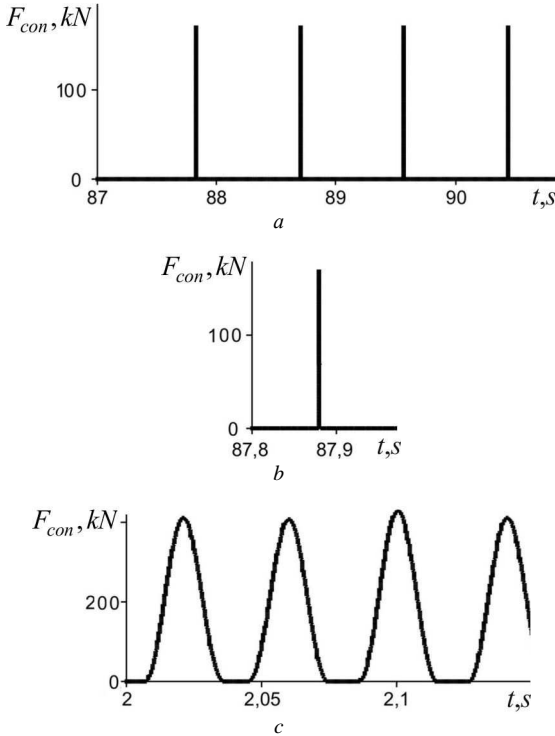 F_con, kN
100
0
87 88 89 90 t,s
a
F_con, kN
100
0
87,8 87,9 t,s
b
F_con, kN
200
0
2 2,05 2,1 t,s
c